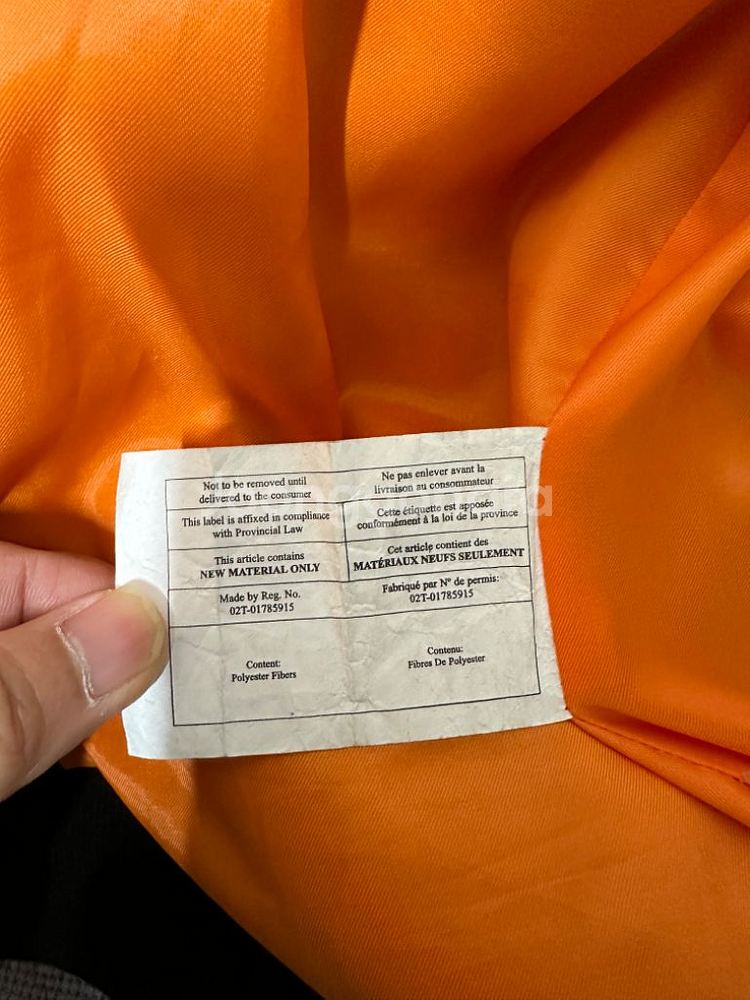 Not to be removed until
delivered to the consumer
Ne pas enlever avant la
livraison au consommateur
This label is affixed in compliance
with Provincial Law
Cette étiquette est apposée
conformément à la loi de la province
This article contains
NEW MATERIAL ONLY
Cet article contient des
MATÉRIAUX NEUFS SEULEMENT
Made by Reg. No.
02T-01785915
Fabriqué par Nº de permis:
02T-01785915
Content:
Polyester Fibers
Contenu:
Fibres De Polyester